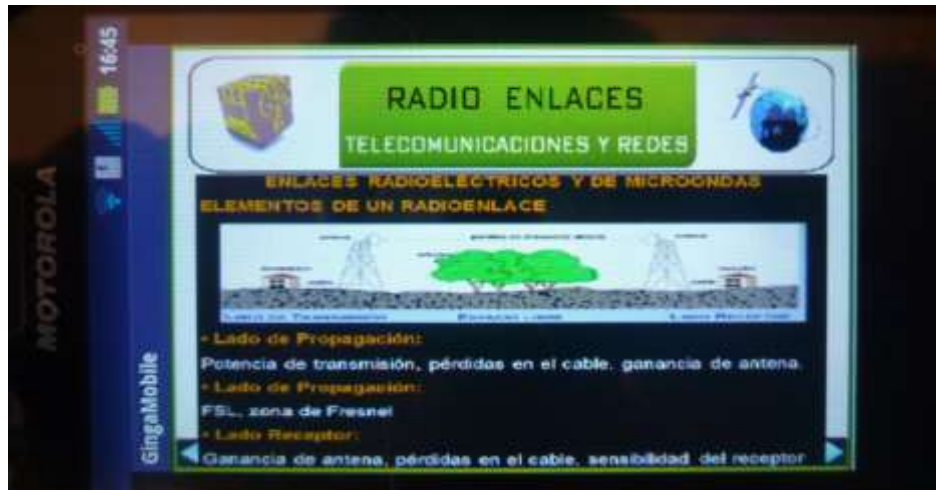 MOTOROLA
16:45
GingaMobile
RADIO ENLACES
TELECOMUNICACIONES Y REDES
ENLACES RADIOELÉCTRICOS Y DE MICROONDAS
ELEMENTOS DE UN RADIOENLACE
• Lado de Propagación:
Potencia de transmisión, pérdidas en el cable, ganancia de antena.
• Lado de Propagación:
FSL, zona de Fresnel
• Lado Receptor:
Ganancia de antena, pérdidas en el cable, sensibilidad del receptor